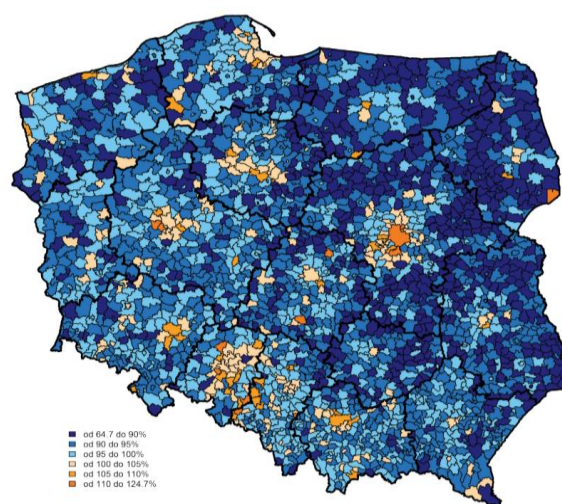 od 64.7 do 90%
od 90 do 95%
od 95 do 100%
od 100 do 105%
od 105 do 110%
od 110 do 124.7%